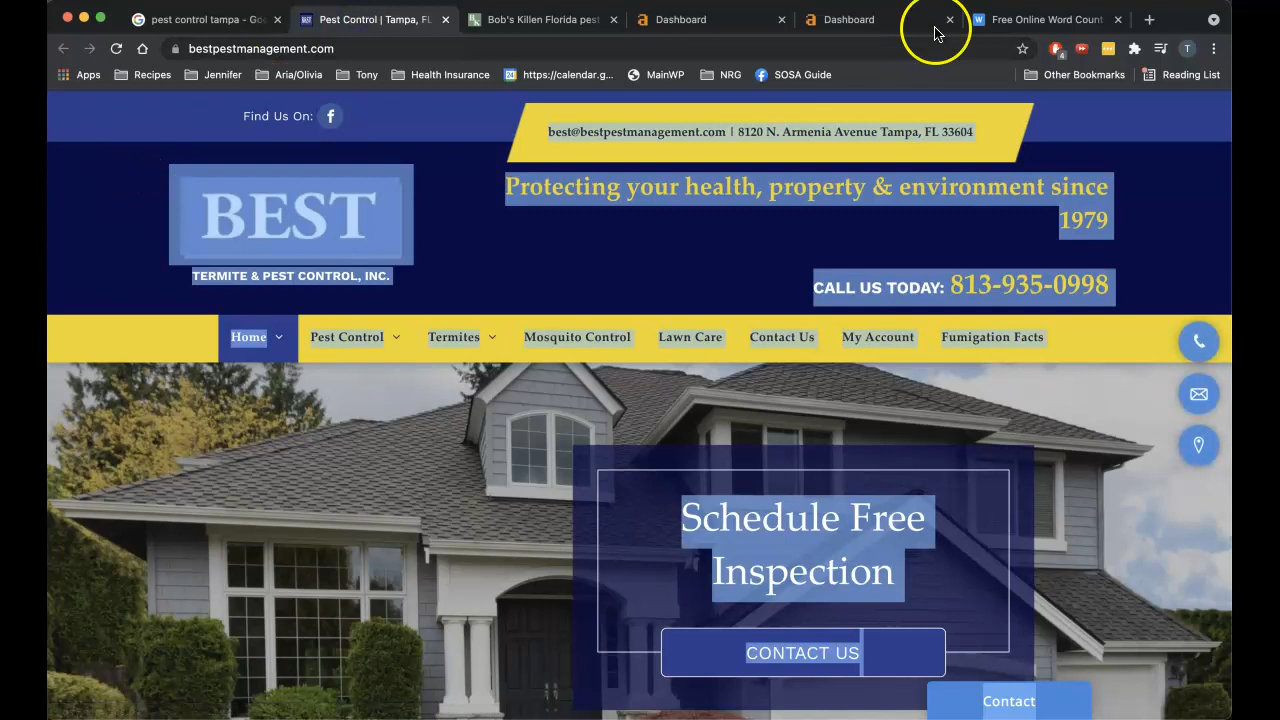 pest control tampa - Goo
Pest Control | Tampa, FL
Bob's Killen Florida pest
Dashboard
Dashboard
Free Online Word Count
bestpestmanagement.com
4
T
Apps
Recipes
Jennifer
Aria/Olivia
Tony
Health Insurance
24
https://calendar.g...
MainWP
NRG
SOSA Guide
Other Bookmarks
Reading List
Find Us On:
best@bestpestmanagement.com | 8120 N. Armenia Avenue Tampa, FL 33604
Protecting your health, property & environment since
1979
BEST
TERMITE & PEST CONTROL, INC.
CALL US TODAY: 813-935-0998
Home
Pest Control
Termites
Mosquito Control
Lawn Care
Contact Us
My Account
Fumigation Facts
Schedule Free
Inspection
CONTACT US
Contact